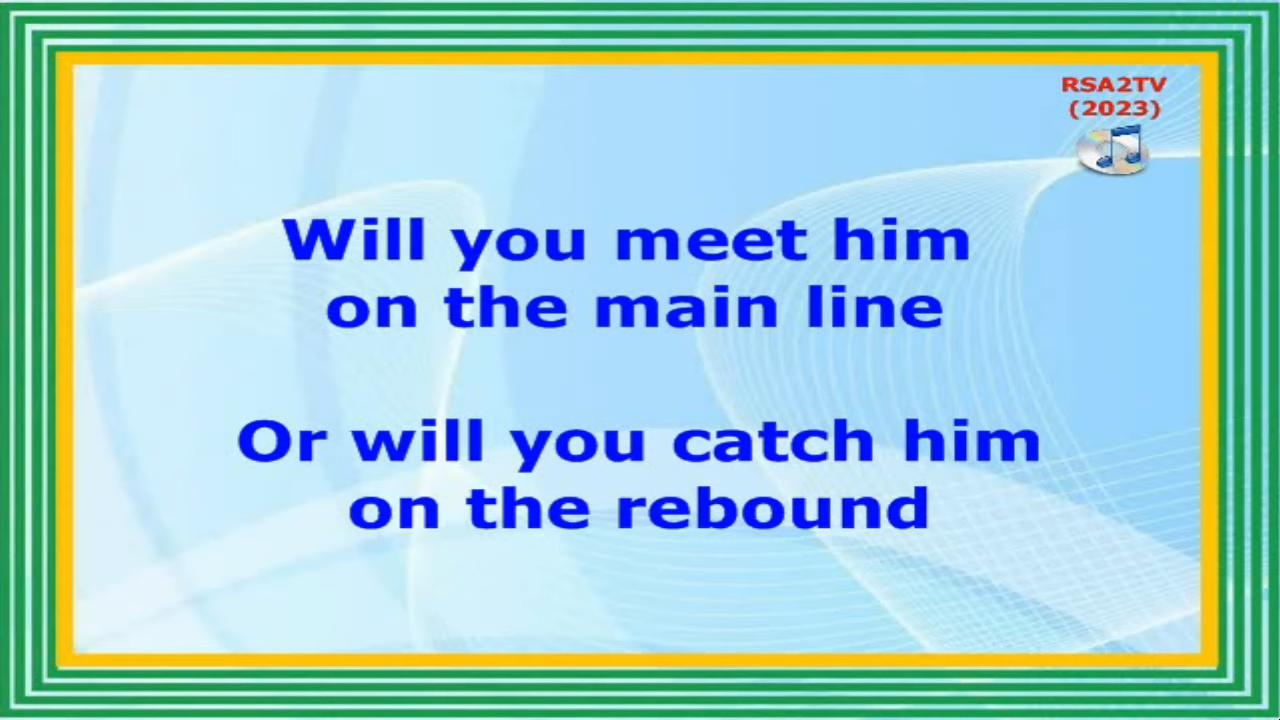 RSA2TV
(2023)
Will you meet him
on the main line
Or will you catch him
on the rebound